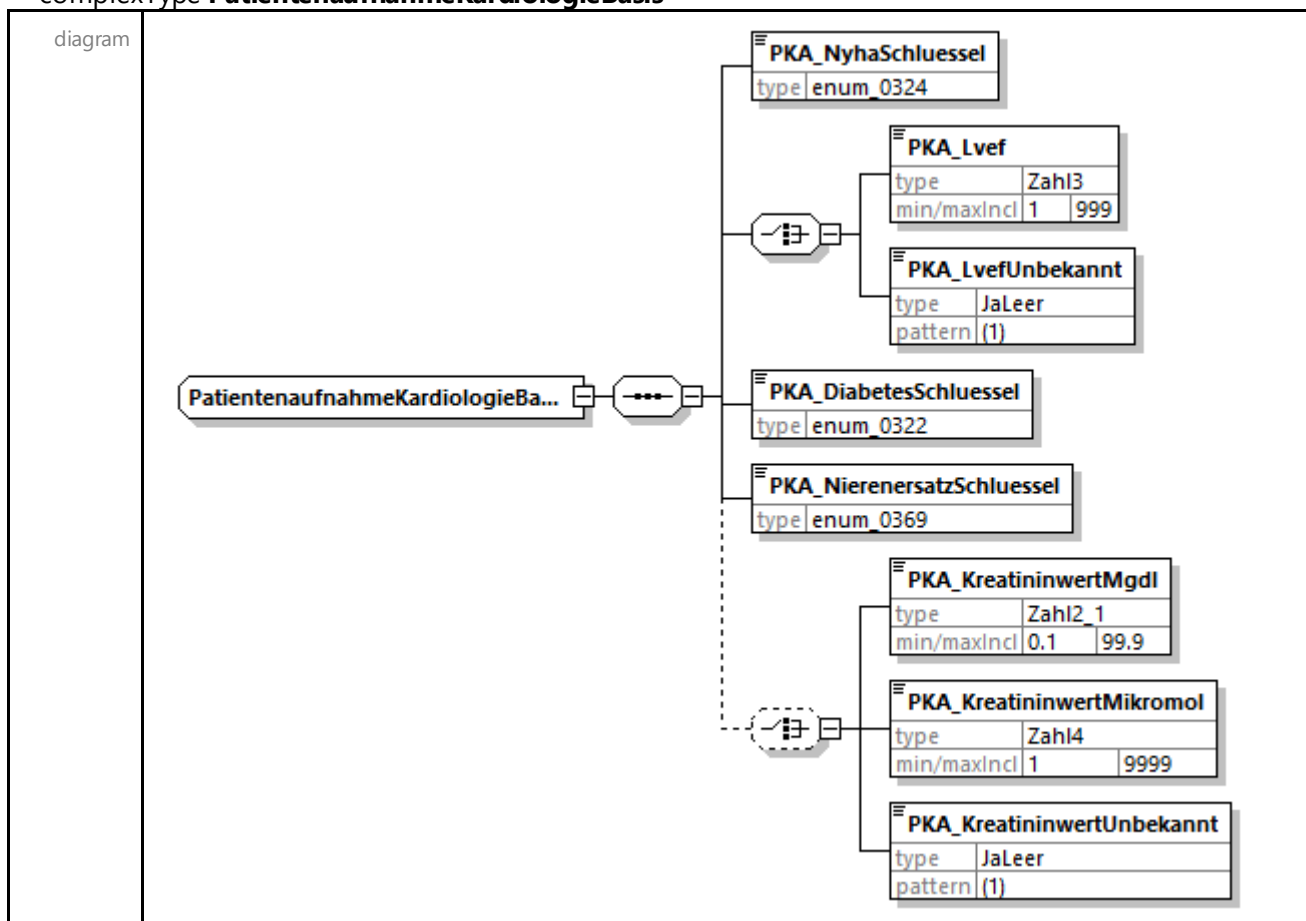 complexType PatientenaufnahmeKardiologieBasis
diagram
PKA_NyhaSchluessel
type enum_0324
PKA_Lvef
type Zahl3
min/maxIncl 1 999
PKA_LvefUnbekannt
type JaLeer
pattern (1)
PatientenaufnahmeKardiologieBa...
PKA_DiabetesSchluessel
type enum_0322
PKA_NierenersatzSchluessel
type enum_0369
PKA_KreatininwertMgdl
type Zahl2_1
min/maxIncl 0.1 99.9
PKA_KreatininwertMikromol
type Zahl4
min/maxIncl 1 9999
PKA_KreatininwertUnbekannt
type JaLeer
pattern (1)